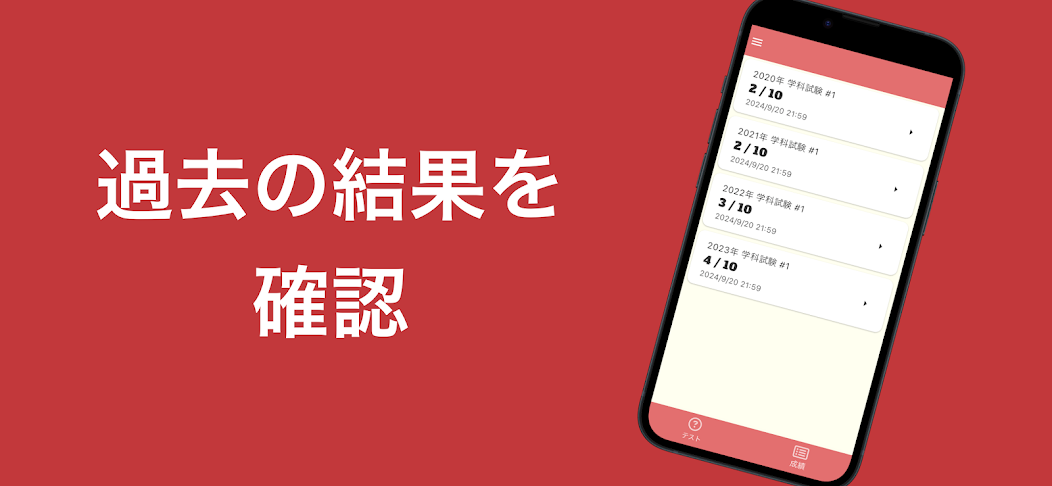 過去の結果を
確認
2020年 学科試験 #1
2 / 10
2024/9/20 21:59
2021年 学科試験 #1
2 / 10
2024/9/20 21:59
2022年 学科試験 #1
3 / 10
2024/9/20 21:59
2023年 学科試験 #1
4 / 10
2024/9/20 21:59
テスト
成績